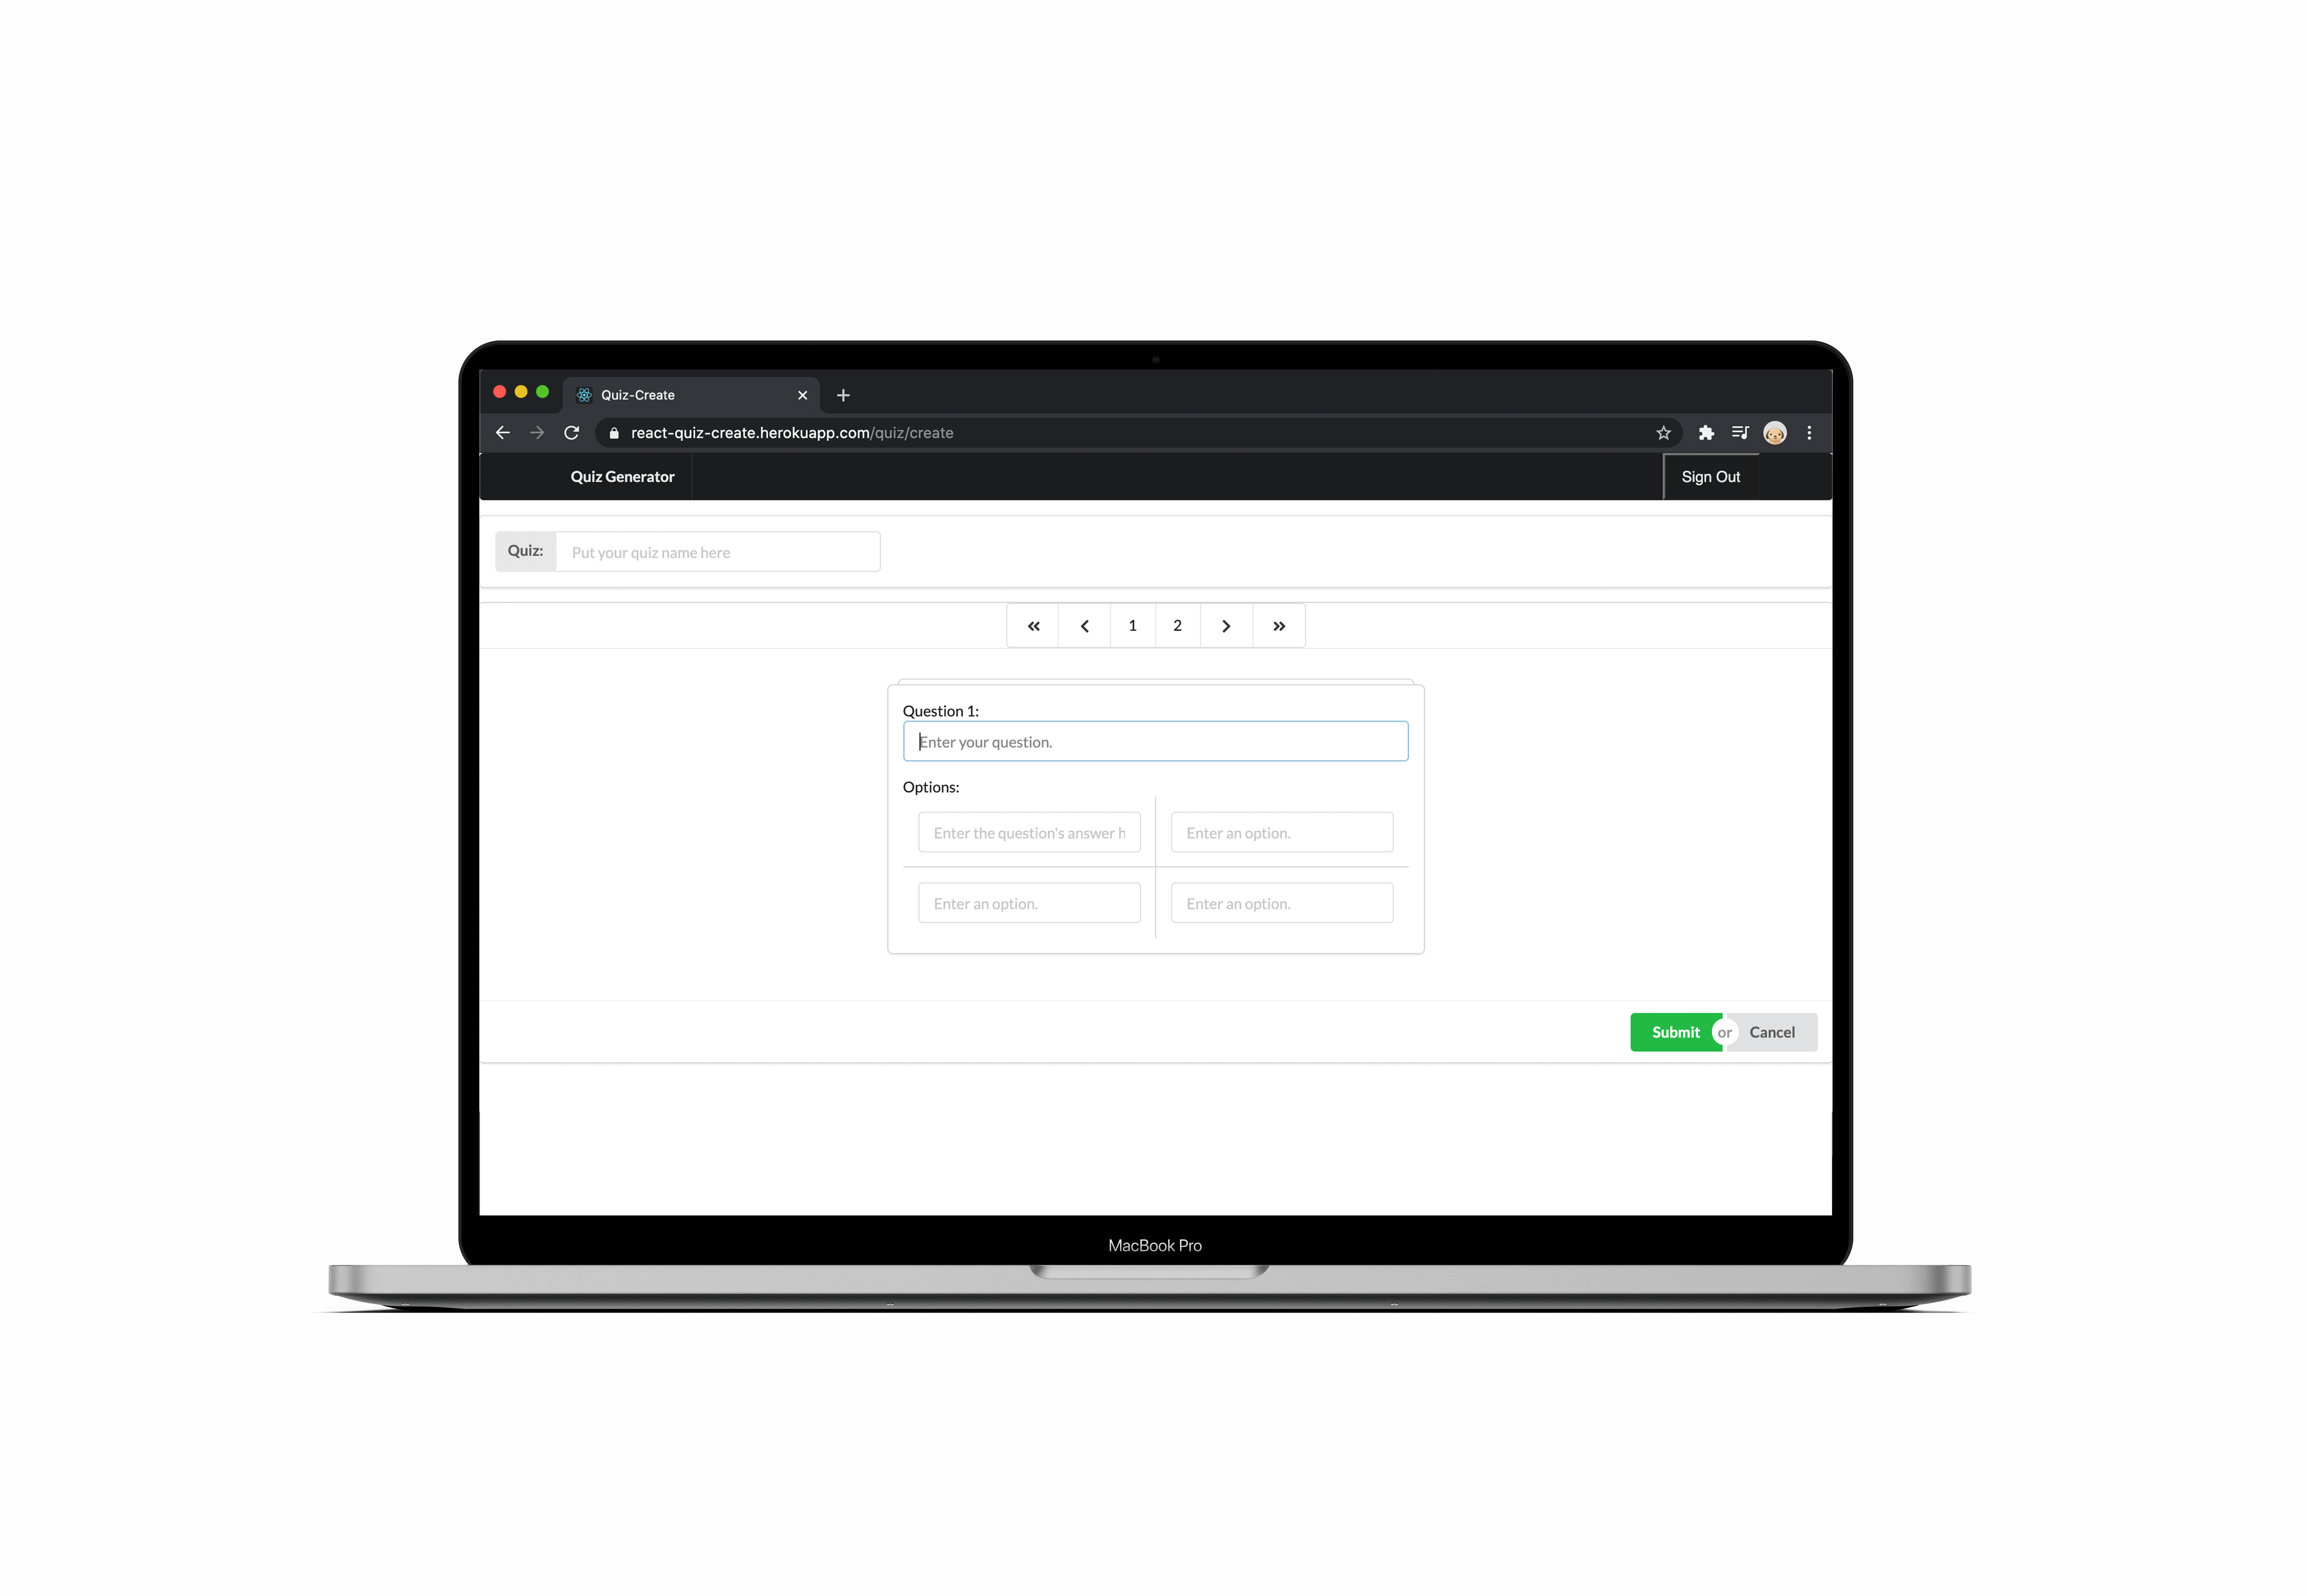 Quiz-Create
react-quiz-create.herokuapp.com/quiz/create
Quiz Generator
Sign Out
Quiz:
Put your quiz name here
« ‹ 1 2 › »
Question 1:
Enter your question.
Options:
Enter the question's answer h
Enter an option.
Enter an option.
Enter an option.
Submit or Cancel
MacBook Pro